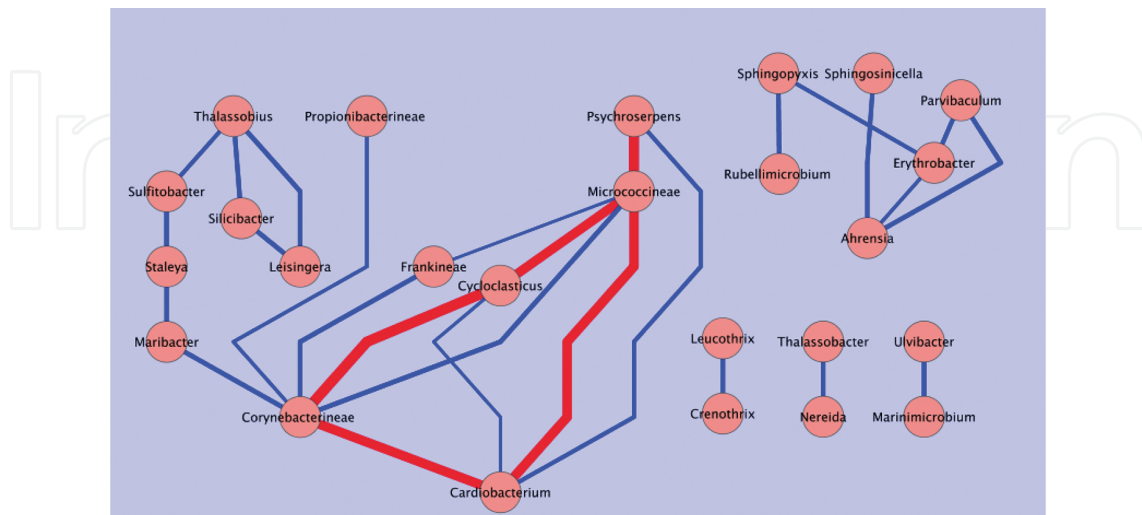 Sphingopyxis
Sphingosinicella
Parvibaculum
Thalassobius
Propionibacterineae
Psychroserpens
Erythrobacter
Rubellimicrobium
Sulfitobacter
Micrococcineae
Silicibacter
Ahrensia
Staleya
Leisingera
Frankineae
Cycloclasticus
Maribacter
Leucothrix
Thalassobacter
Ulvibacter
Corynebacterineae
Crenothrix
Nereida
Marinimicrobium
Cardiobacterium